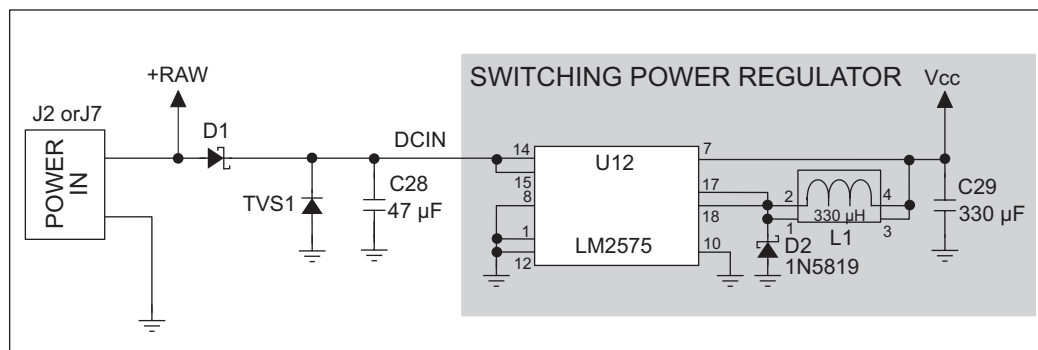 SWITCHING POWER REGULATOR
+RAW
Vcc
J2 orJ7
D1
DCIN
POWER
IN
14
15
8
1
12
U12
LM2575
7
17
18
10
TVS1
C28
47 µF
2
4
330 µH
1
3
L1
D2
1N5819
C29
330 µF